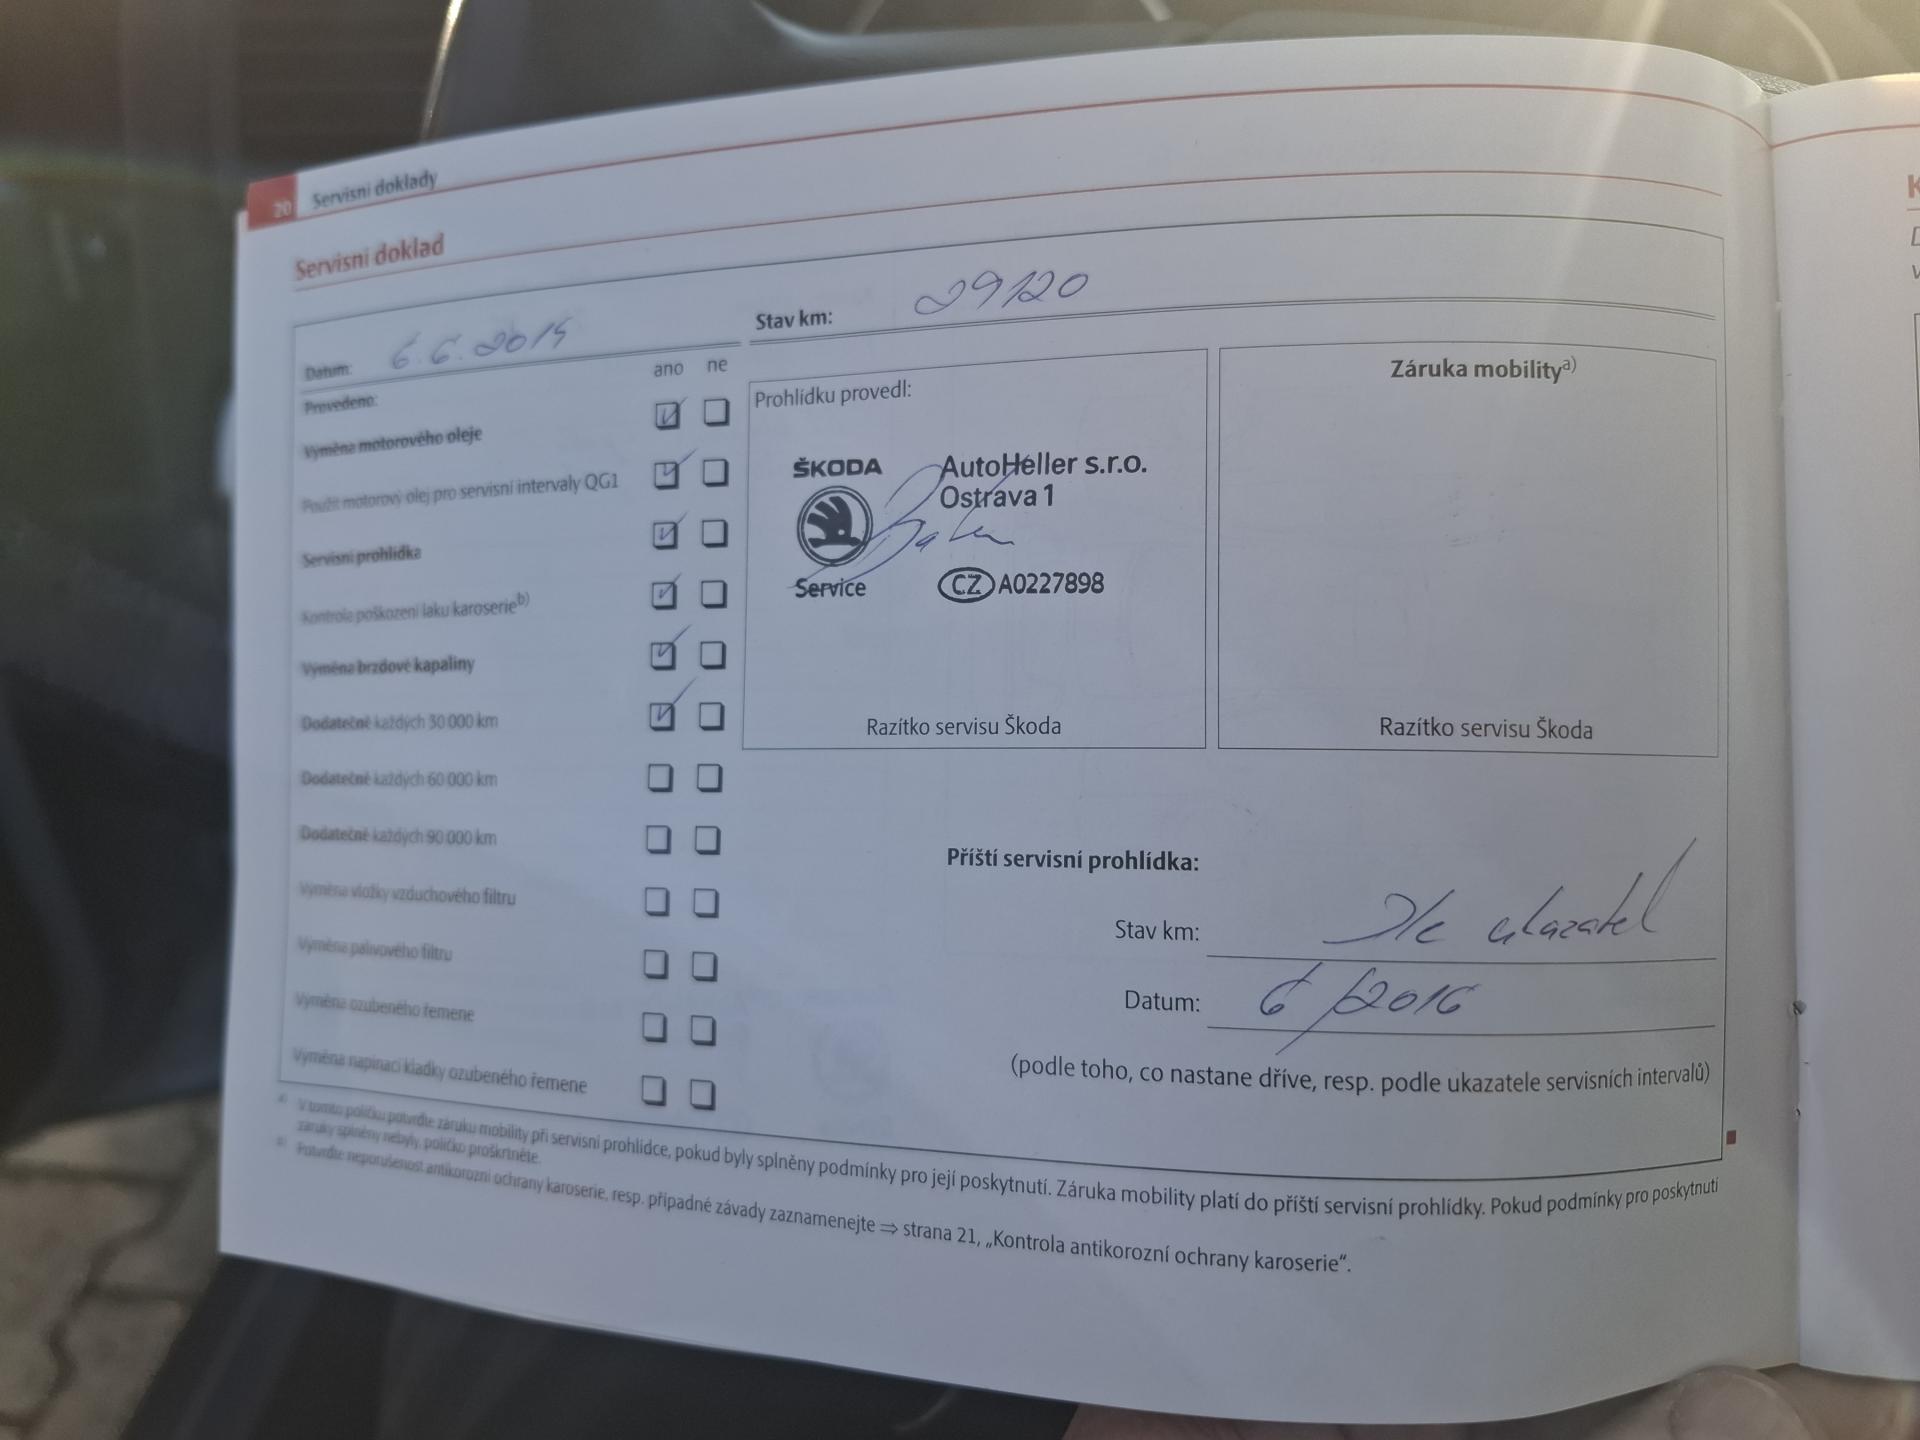 20 Servisní doklady
Servisní doklad
Datum: 6.6.2015
Stav km: 29120
Provedeno:
ano ne
Výměna motorového oleje
Použit motorový olej pro servisní intervaly QG1
Servisní prohlídka
Kontrola poškození laku karoserie b)
Výměna brzdové kapaliny
Dodatečně každých 30 000 km
Dodatečně každých 60 000 km
Dodatečně každých 90 000 km
Výměna vložky vzduchového filtru
Výměna palivového filtru
Výměna ozubeného řemene
Výměna napínací kladky ozubeného řemene
Prohlídku provedl:
ŠKODA
Service
AutoHeller s.r.o.
Ostrava 1
CZ A0227898
Razítko servisu Škoda
Záruka mobility a)
Razítko servisu Škoda
Příští servisní prohlídka:
Stav km: Dle ukazatel
Datum: 6/2016
(podle toho, co nastane dříve, resp. podle ukazatele servisních intervalů)
a) V tomto políčku potvrďte záruku mobility při servisní prohlídce, pokud byly splněny podmínky pro její poskytnutí. Záruka mobility platí do příští servisní prohlídky. Pokud podmínky pro poskytnutí
záruky splněny nebyly, políčko proškrtněte.
b) Potvrďte neporušenost antikorozní ochrany karoserie, resp. případné závady zaznamenejte ⇒ strana 21, „Kontrola antikorozní ochrany karoserie“.